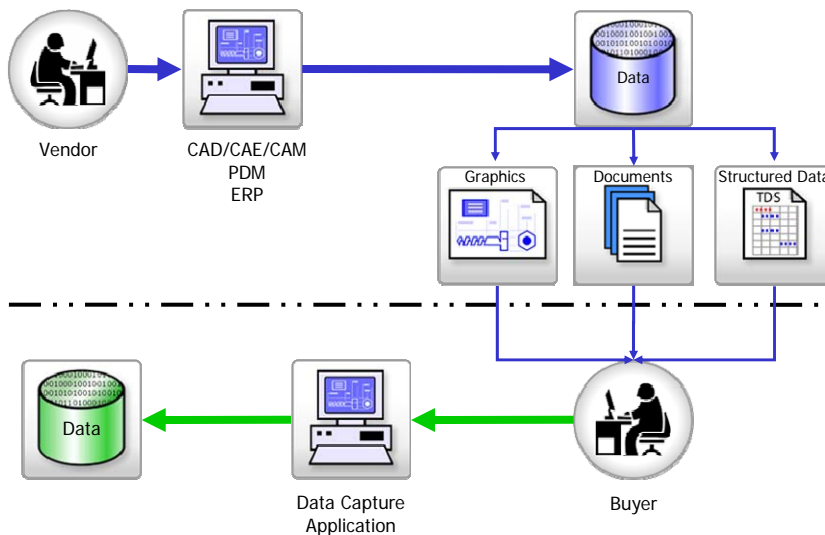 Data
Vendor
CAD/CAE/CAM
PDM
ERP
Graphics
Documents
Structured Data
TDS
Data
Data Capture
Application
Buyer